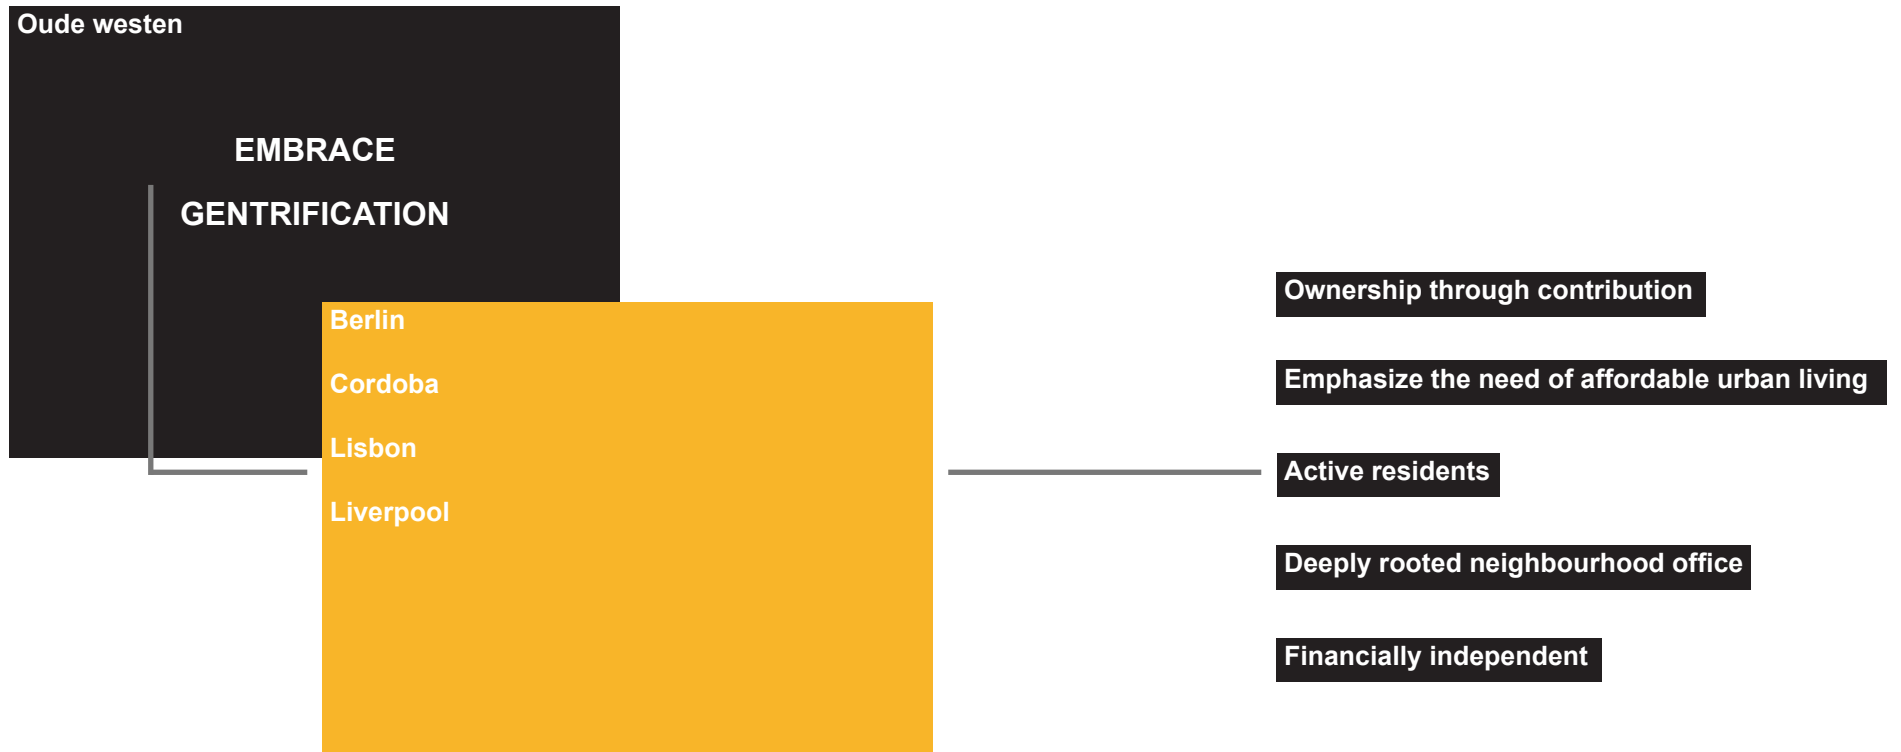 Oude westen
EMBRACE
GENTRIFICATION
Berlin
Cordoba
Lisbon
Liverpool
Ownership through contribution
Emphasize the need of affordable urban living
Active residents
Deeply rooted neighbourhood office
Financially independent